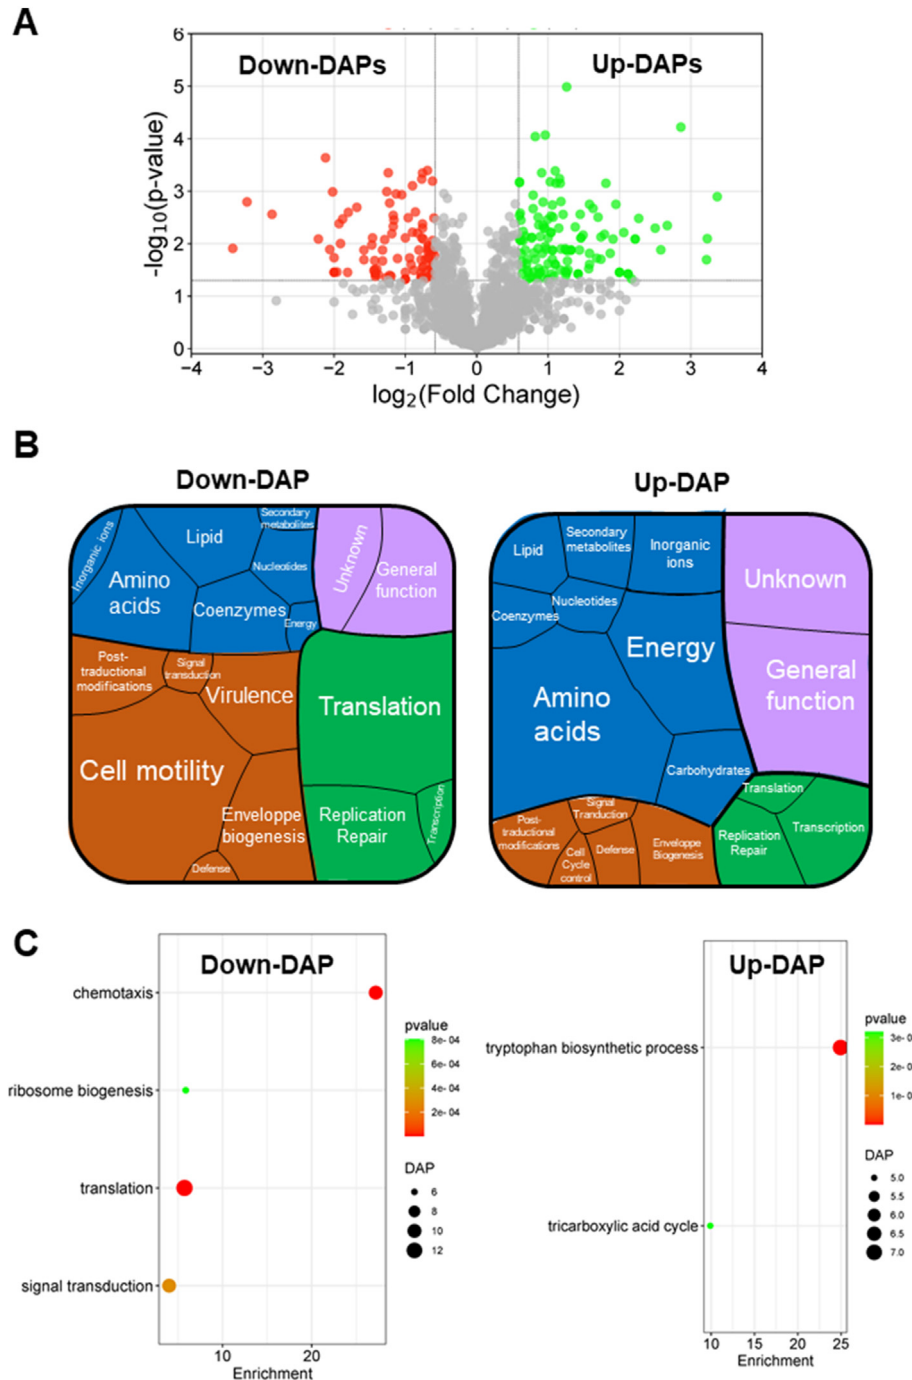 A
Down-DAPs
Up-DAPs
6
5
4
3
2
1
0
-log10(p-value)
−4
−3
−2
−1
0
1
2
3
4
log2(Fold Change)
B
Down-DAP
Up-DAP
Inorganic ions
Amino
acids
Lipid
Secondary
metabolites
Nucleotides
Coenzymes
Energy
Unknown
General
function
Post-
traductional
modifications
Signal
transduction
Virulence
Cell motility
Enveloppe
biogenesis
Defense
Translation
Replication
Repair
Transcription
Lipid
Secondary
metabolites
Inorganic
ions
Coenzymes
Nucleotides
Energy
Amino
acids
Carbohydrates
Unknown
General
function
Post-
traductional
modifications
Signal
Tranduction
Cell
Cycle
control
Defense
Enveloppe
Biogenesis
Translation
Replication
Repair
Transcription
C
Down-DAP
chemotaxis
ribosome biogenesis
translation
signal transduction
10
20
Enrichment
pvalue
8e-04
6e-04
4e-04
2e-04
DAP
6
8
10
12
Up-DAP
tryptophan biosynthetic process
tricarboxylic acid cycle
10
15
20
25
Enrichment
pvalue
3e-0
2e-0
1e-0
DAP
5.0
5.5
6.0
6.5
7.0